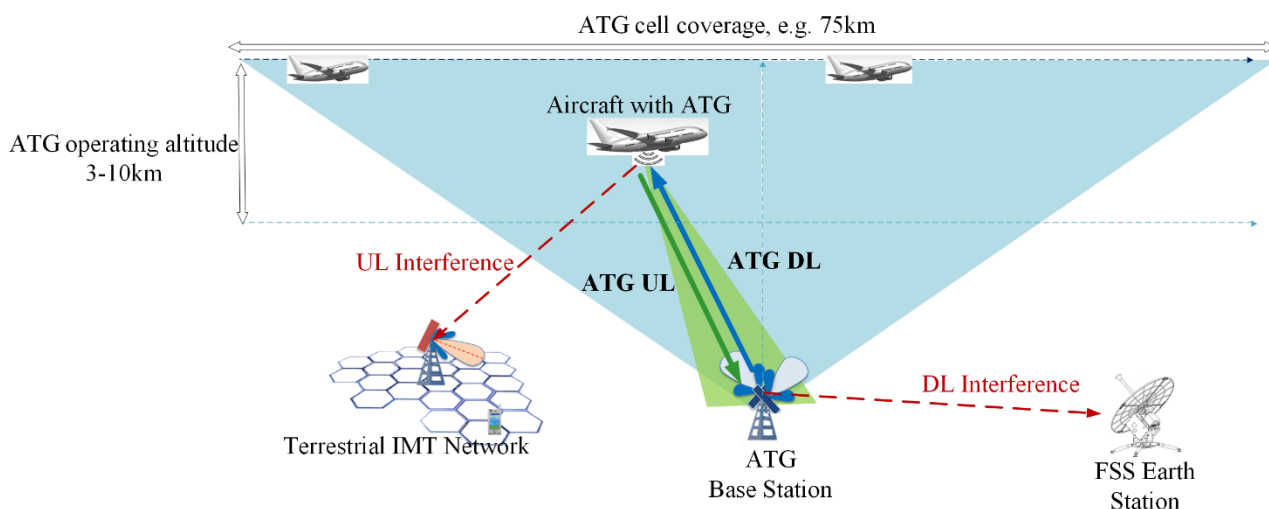 ATG cell coverage, e.g. 75km
Aircraft with ATG
ATG operating altitude
3-10km
UL Interference
ATG UL
ATG DL
DL Interference
Terrestrial IMT Network
ATG
Base Station
FSS Earth
Station